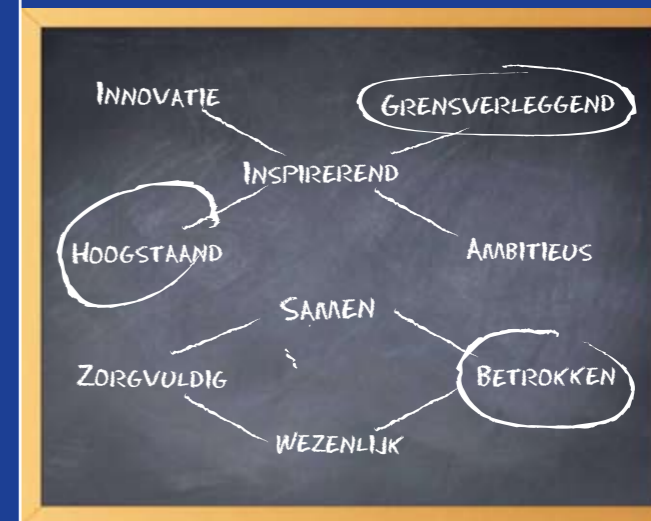 INNOVATIE
GRENSVERLEGGEND
INSPIREREND
HOOGSTAAND
AMBITIEUS
SAMEN
ZORGVULDIG
BETROKKEN
WEZENLIJK